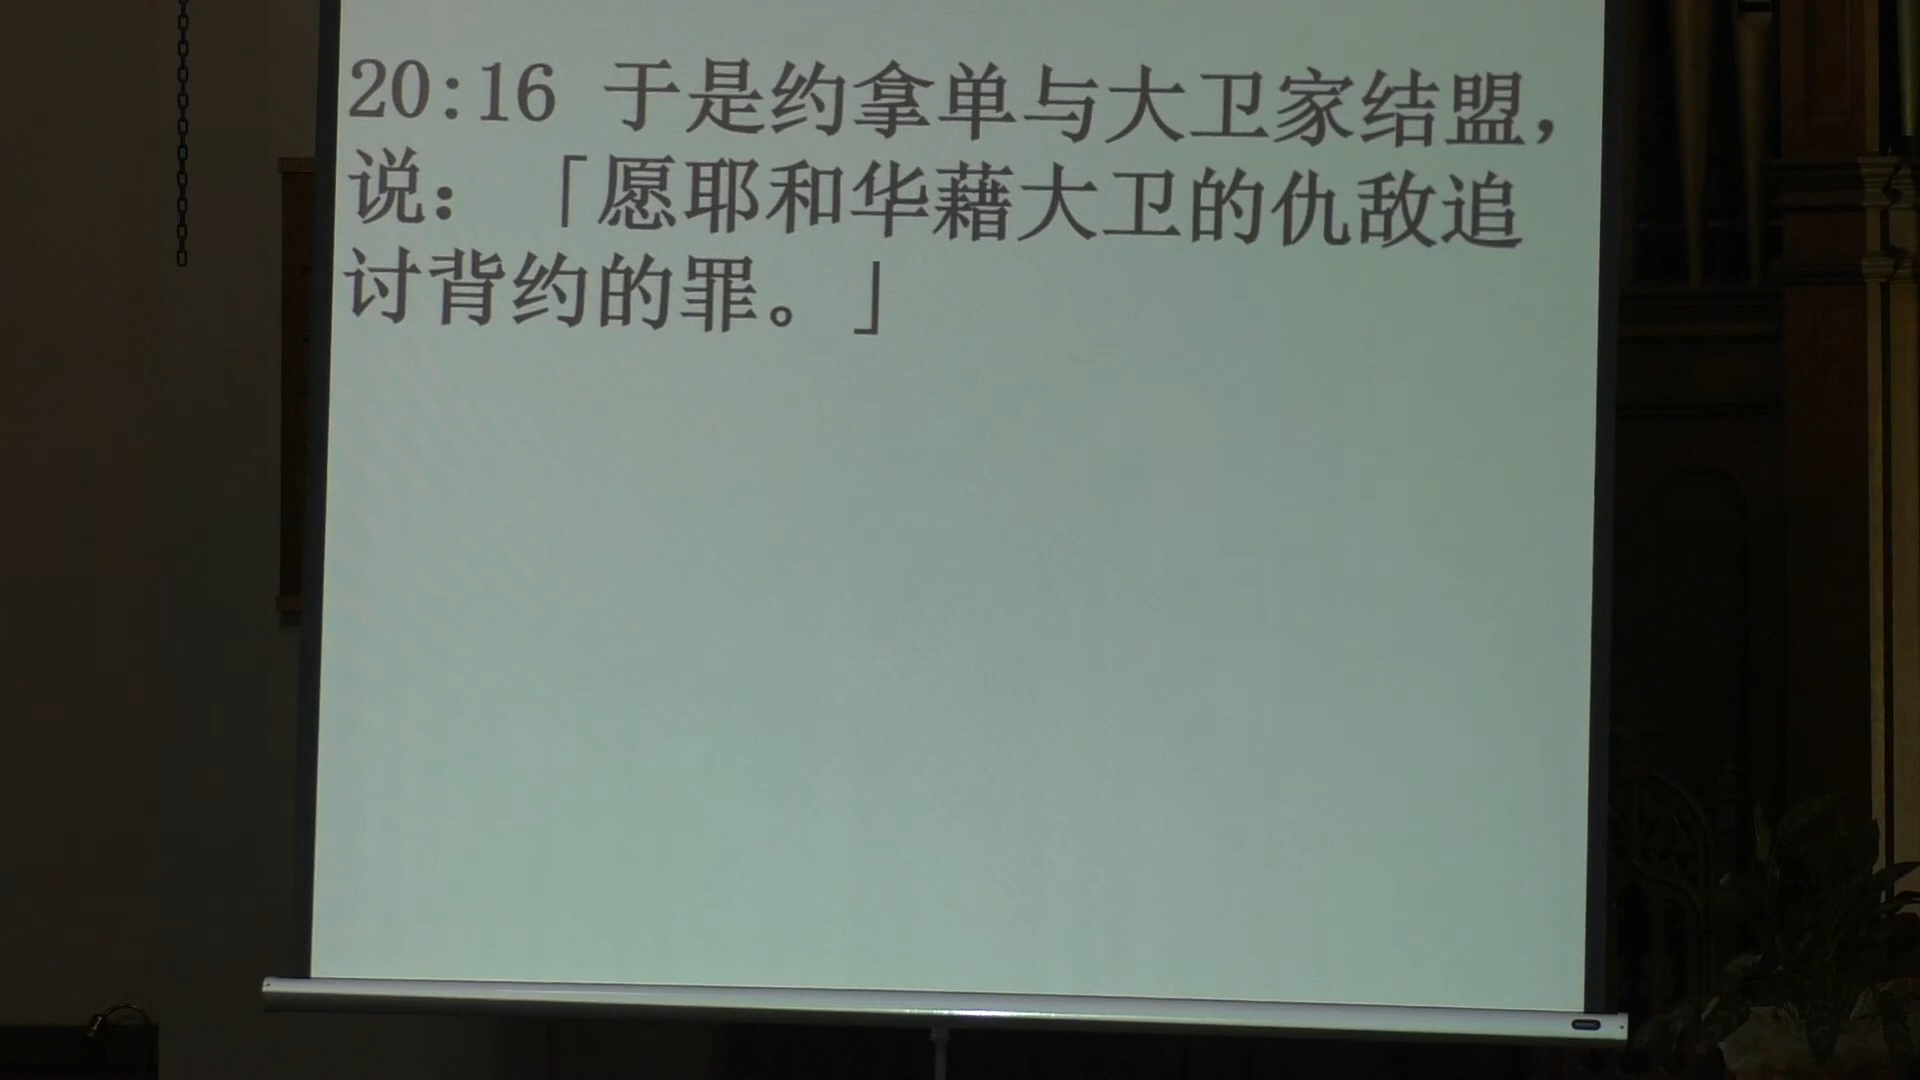 20:16 于是约拿单与大卫家结盟，
说：「愿耶和华藉大卫的仇敌追
讨背约的罪。」